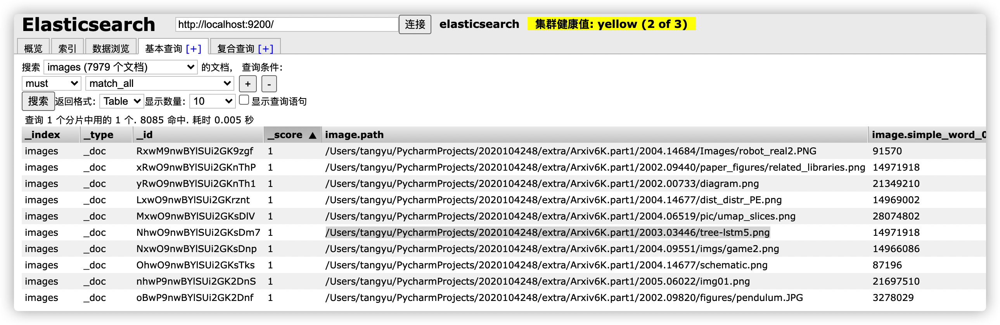 Elasticsearch http://localhost:9200/ 连接 elasticsearch 集群健康值: yellow (2 of 3)
概览 索引 数据浏览 基本查询 [+] 复合查询 [+]
搜索 images (7979 个文档) 的文档, 查询条件:
must match_all + -
搜索 返回格式: Table 显示数量: 10 显示查询语句
查询 1 个分片中用的 1 个. 8085 命中. 耗时 0.005 秒
_index _type _id _score ▲ image.path image.simple_word_0
images _doc RxwM9nwBYlSUi2GK9zgf 1 /Users/tangyu/PycharmProjects/2020104248/extra/Arxiv6K.part1/2004.14684/Images/robot_real2.PNG 91570
images _doc xRwO9nwBYlSUi2GKnThP 1 /Users/tangyu/PycharmProjects/2020104248/extra/Arxiv6K.part1/2002.09440/paper_figures/related_libraries.png 14971918
images _doc yRwO9nwBYlSUi2GKnTh1 1 /Users/tangyu/PycharmProjects/2020104248/extra/Arxiv6K.part1/2002.00733/diagram.png 21349210
images _doc LxwO9nwBYlSUi2GKrznt 1 /Users/tangyu/PycharmProjects/2020104248/extra/Arxiv6K.part1/2004.14677/dist_distr_PE.png 14969002
images _doc MxwO9nwBYlSUi2GKsDlV 1 /Users/tangyu/PycharmProjects/2020104248/extra/Arxiv6K.part1/2004.06519/pic/umap_slices.png 28074802
images _doc NhwO9nwBYlSUi2GKsDm7 1 /Users/tangyu/PycharmProjects/2020104248/extra/Arxiv6K.part1/2003.03446/tree-lstm5.png 14971918
images _doc NxwO9nwBYlSUi2GKsDnp 1 /Users/tangyu/PycharmProjects/2020104248/extra/Arxiv6K.part1/2004.09551/imgs/game2.png 14966086
images _doc OhwO9nwBYlSUi2GKsTks 1 /Users/tangyu/PycharmProjects/2020104248/extra/Arxiv6K.part1/2004.14677/schematic.png 87196
images _doc nhwP9nwBYlSUi2GK2DnS 1 /Users/tangyu/PycharmProjects/2020104248/extra/Arxiv6K.part1/2005.06022/img01.png 21697510
images _doc oBwP9nwBYlSUi2GK2Dnf 1 /Users/tangyu/PycharmProjects/2020104248/extra/Arxiv6K.part1/2002.09820/figures/pendulum.JPG 3278029